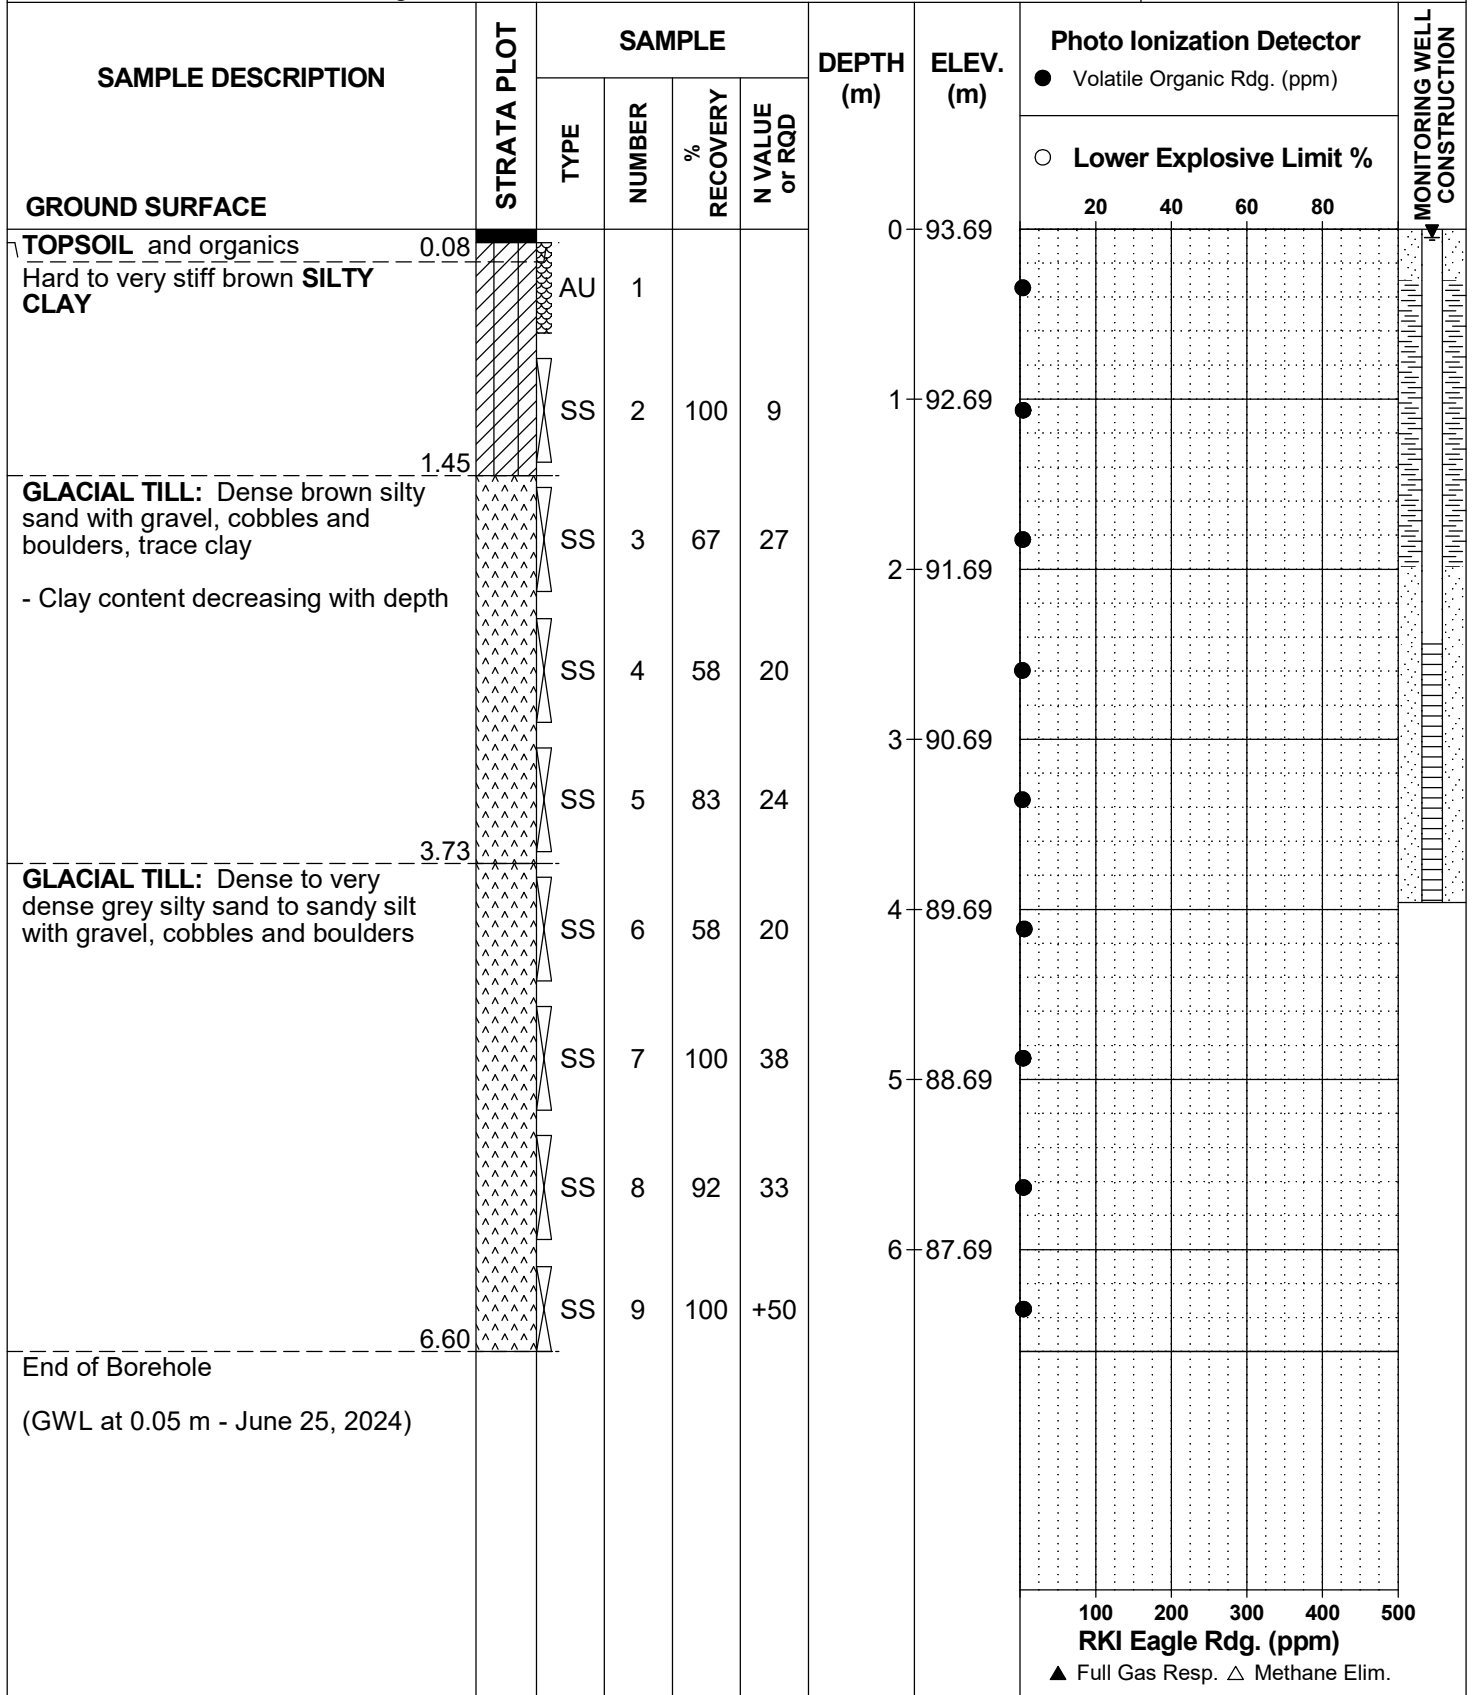 SAMPLE DESCRIPTION
GROUND SURFACE
STRATA PLOT
SAMPLE
TYPE
NUMBER
%
RECOVERY
N VALUE
or RQD
DEPTH
(m)
ELEV.
(m)
Photo Ionization Detector
● Volatile Organic Rdg. (ppm)
○ Lower Explosive Limit %
20 40 60 80
MONITORING WELL
CONSTRUCTION
0 93.69
TOPSOIL and organics 0.08
Hard to very stiff brown SILTY
CLAY
AU 1
SS 2 100 9
1 92.69
1.45
GLACIAL TILL: Dense brown silty
sand with gravel, cobbles and
boulders, trace clay
SS 3 67 27
2 91.69
- Clay content decreasing with depth
SS 4 58 20
3 90.69
SS 5 83 24
3.73
GLACIAL TILL: Dense to very
dense grey silty sand to sandy silt
with gravel, cobbles and boulders
4 89.69
SS 6 58 20
SS 7 100 38
5 88.69
SS 8 92 33
6 87.69
SS 9 100 +50
6.60
End of Borehole
(GWL at 0.05 m - June 25, 2024)
100 200 300 400 500
RKI Eagle Rdg. (ppm)
▲ Full Gas Resp. △ Methane Elim.